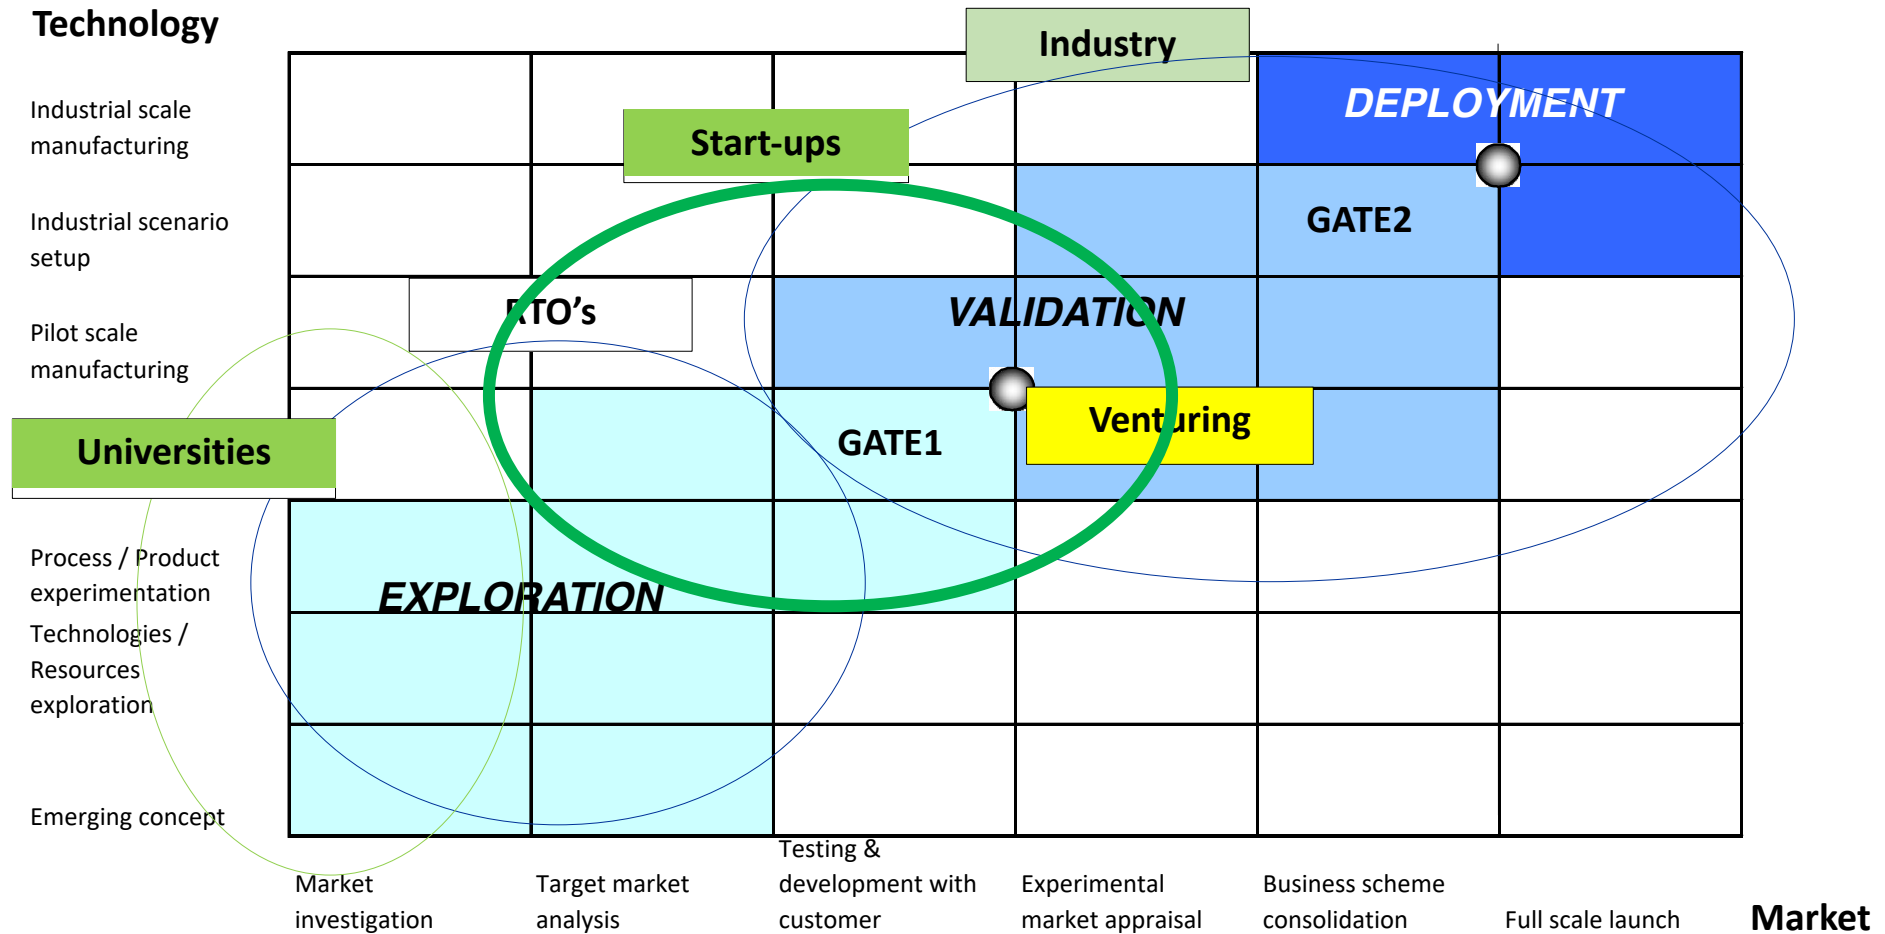 Technology
Industry
Industrial scale
manufacturing
DEPLOYMENT
Start-ups
Industrial scenario
setup
GATE2
RTO's
VALIDATION
Pilot scale
manufacturing
Venturing
GATE1
Universities
Process / Product
experimentation
EXPLORATION
Technologies /
Resources
exploration
Emerging concept
Market
investigation
Target market
analysis
Testing &
development with
customer
Experimental
market appraisal
Business scheme
consolidation
Full scale launch
Market